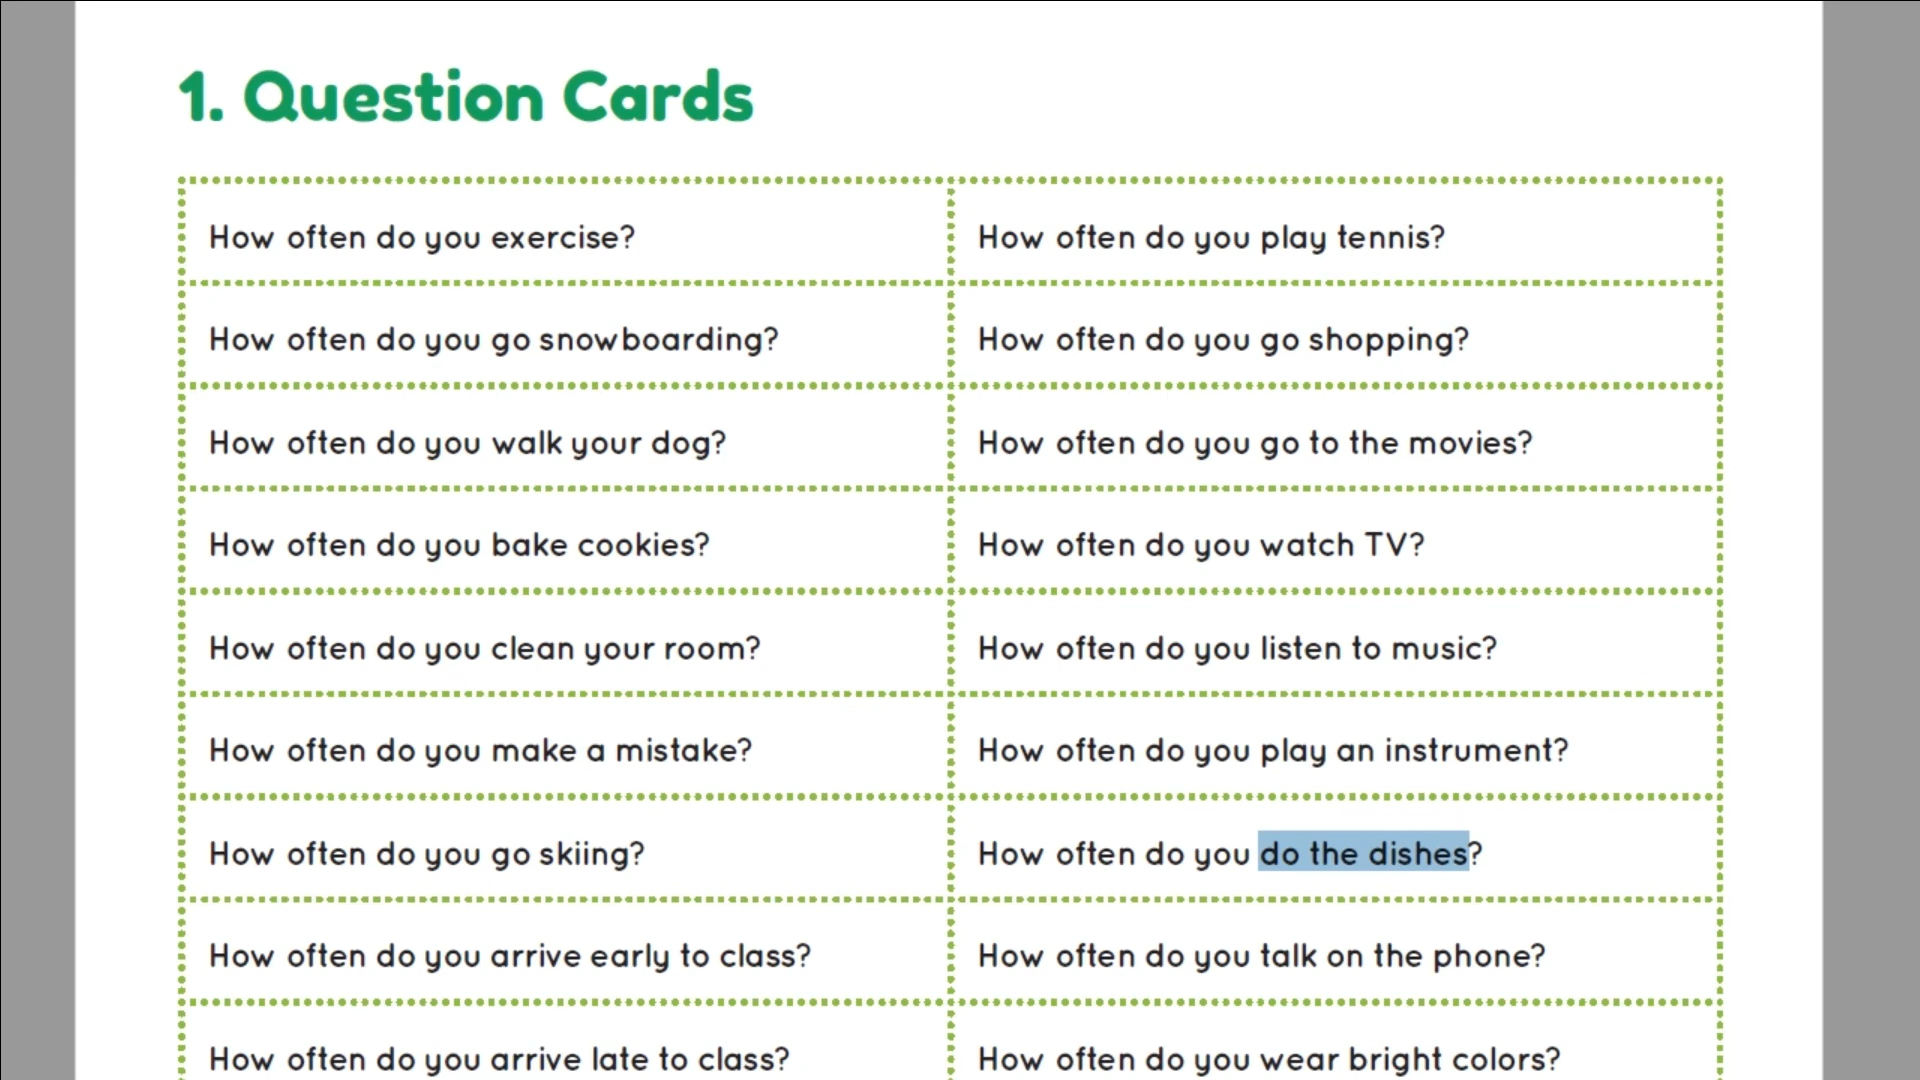 1. Question Cards
How often do you exercise?
How often do you play tennis?
How often do you go snowboarding?
How often do you go shopping?
How often do you walk your dog?
How often do you go to the movies?
How often do you bake cookies?
How often do you watch TV?
How often do you clean your room?
How often do you listen to music?
How often do you make a mistake?
How often do you play an instrument?
How often do you go skiing?
How often do you do the dishes?
How often do you arrive early to class?
How often do you talk on the phone?
How often do you arrive late to class?
How often do you wear bright colors?